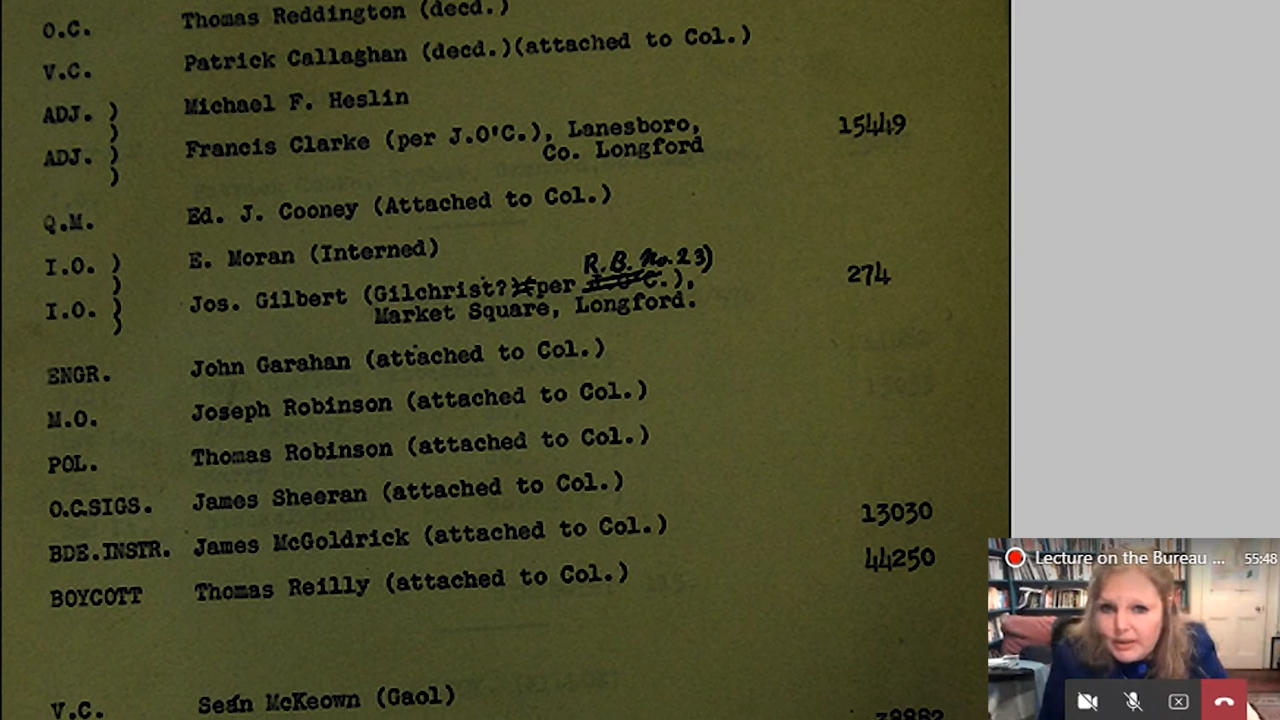 O.C. Thomas Reddington (decd.)
V.C. Patrick Callaghan (decd.)(attached to Col.)
ADJ. ) Michael F. Heslin
)
ADJ. ) Francis Clarke (per J.O'C.), Lanesboro, 15449
) Co. Longford
Q.M. Ed. J. Cooney (Attached to Col.)
I.O. ) E. Moran (Interned)
) R.B. No. 23)
I.O. ) Jos. Gilbert (Gilchrist? per J.O'C.), 274
) Market Square, Longford.
ENGR. John Garahan (attached to Col.)
M.O. Joseph Robinson (attached to Col.)
POL. Thomas Robinson (attached to Col.)
O.C.SIGS. James Sheeran (attached to Col.)
BDE.INSTR. James McGoldrick (attached to Col.) 13030
BOYCOTT Thomas Reilly (attached to Col.) 44250
V.C. Seán McKeown (Gaol)
Lecture on the Bureau ... 55:48